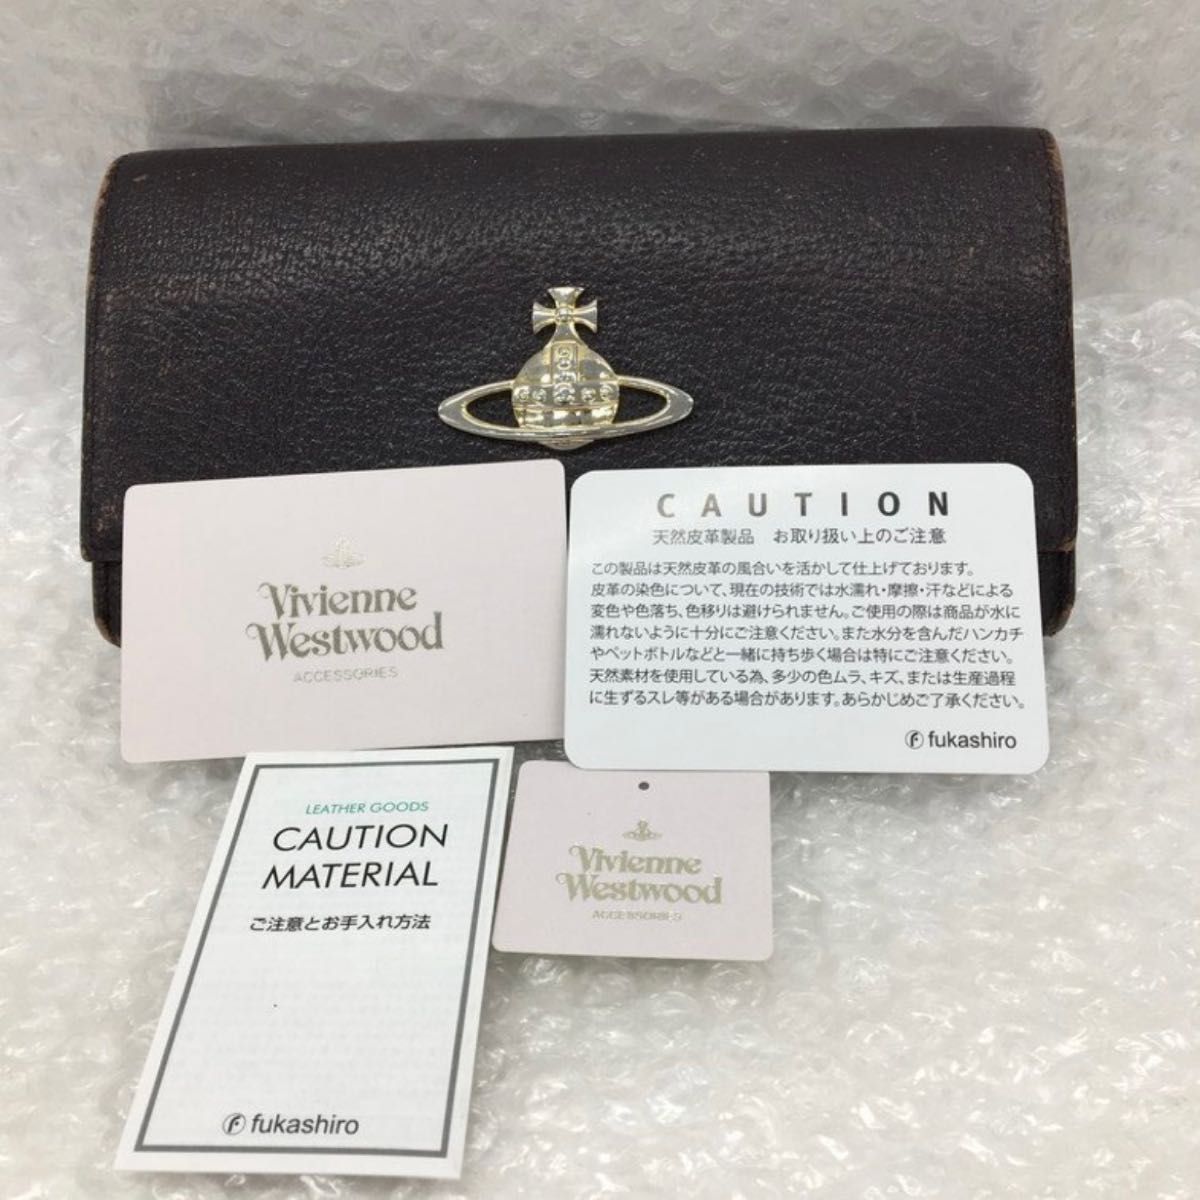 Vivienne
Westwood
ACCESSORIES
CAUTION
天然皮革製品 お取り扱い上のご注意
この製品は天然皮革の風合いを活かして仕上げております。
皮革の染色について、現在の技術では水濡れ・摩擦・汗などによる
変色や色落ち、色移りは避けられません。ご使用の際は商品が水に
濡れないように十分にご注意ください。また水分を含んだハンカチ
やペットボトルなどと一緒に持ち歩く場合は特にご注意ください。
天然素材を使用している為、多少の色ムラ、キズ、または生産過程
に生ずるスレ等がある場合があります。あらかじめご了承ください。
fukashiro
LEATHER GOODS
CAUTION
MATERIAL
ご注意とお手入れ方法
fukashiro
Vivienne
Westwood
ACCESSORIES